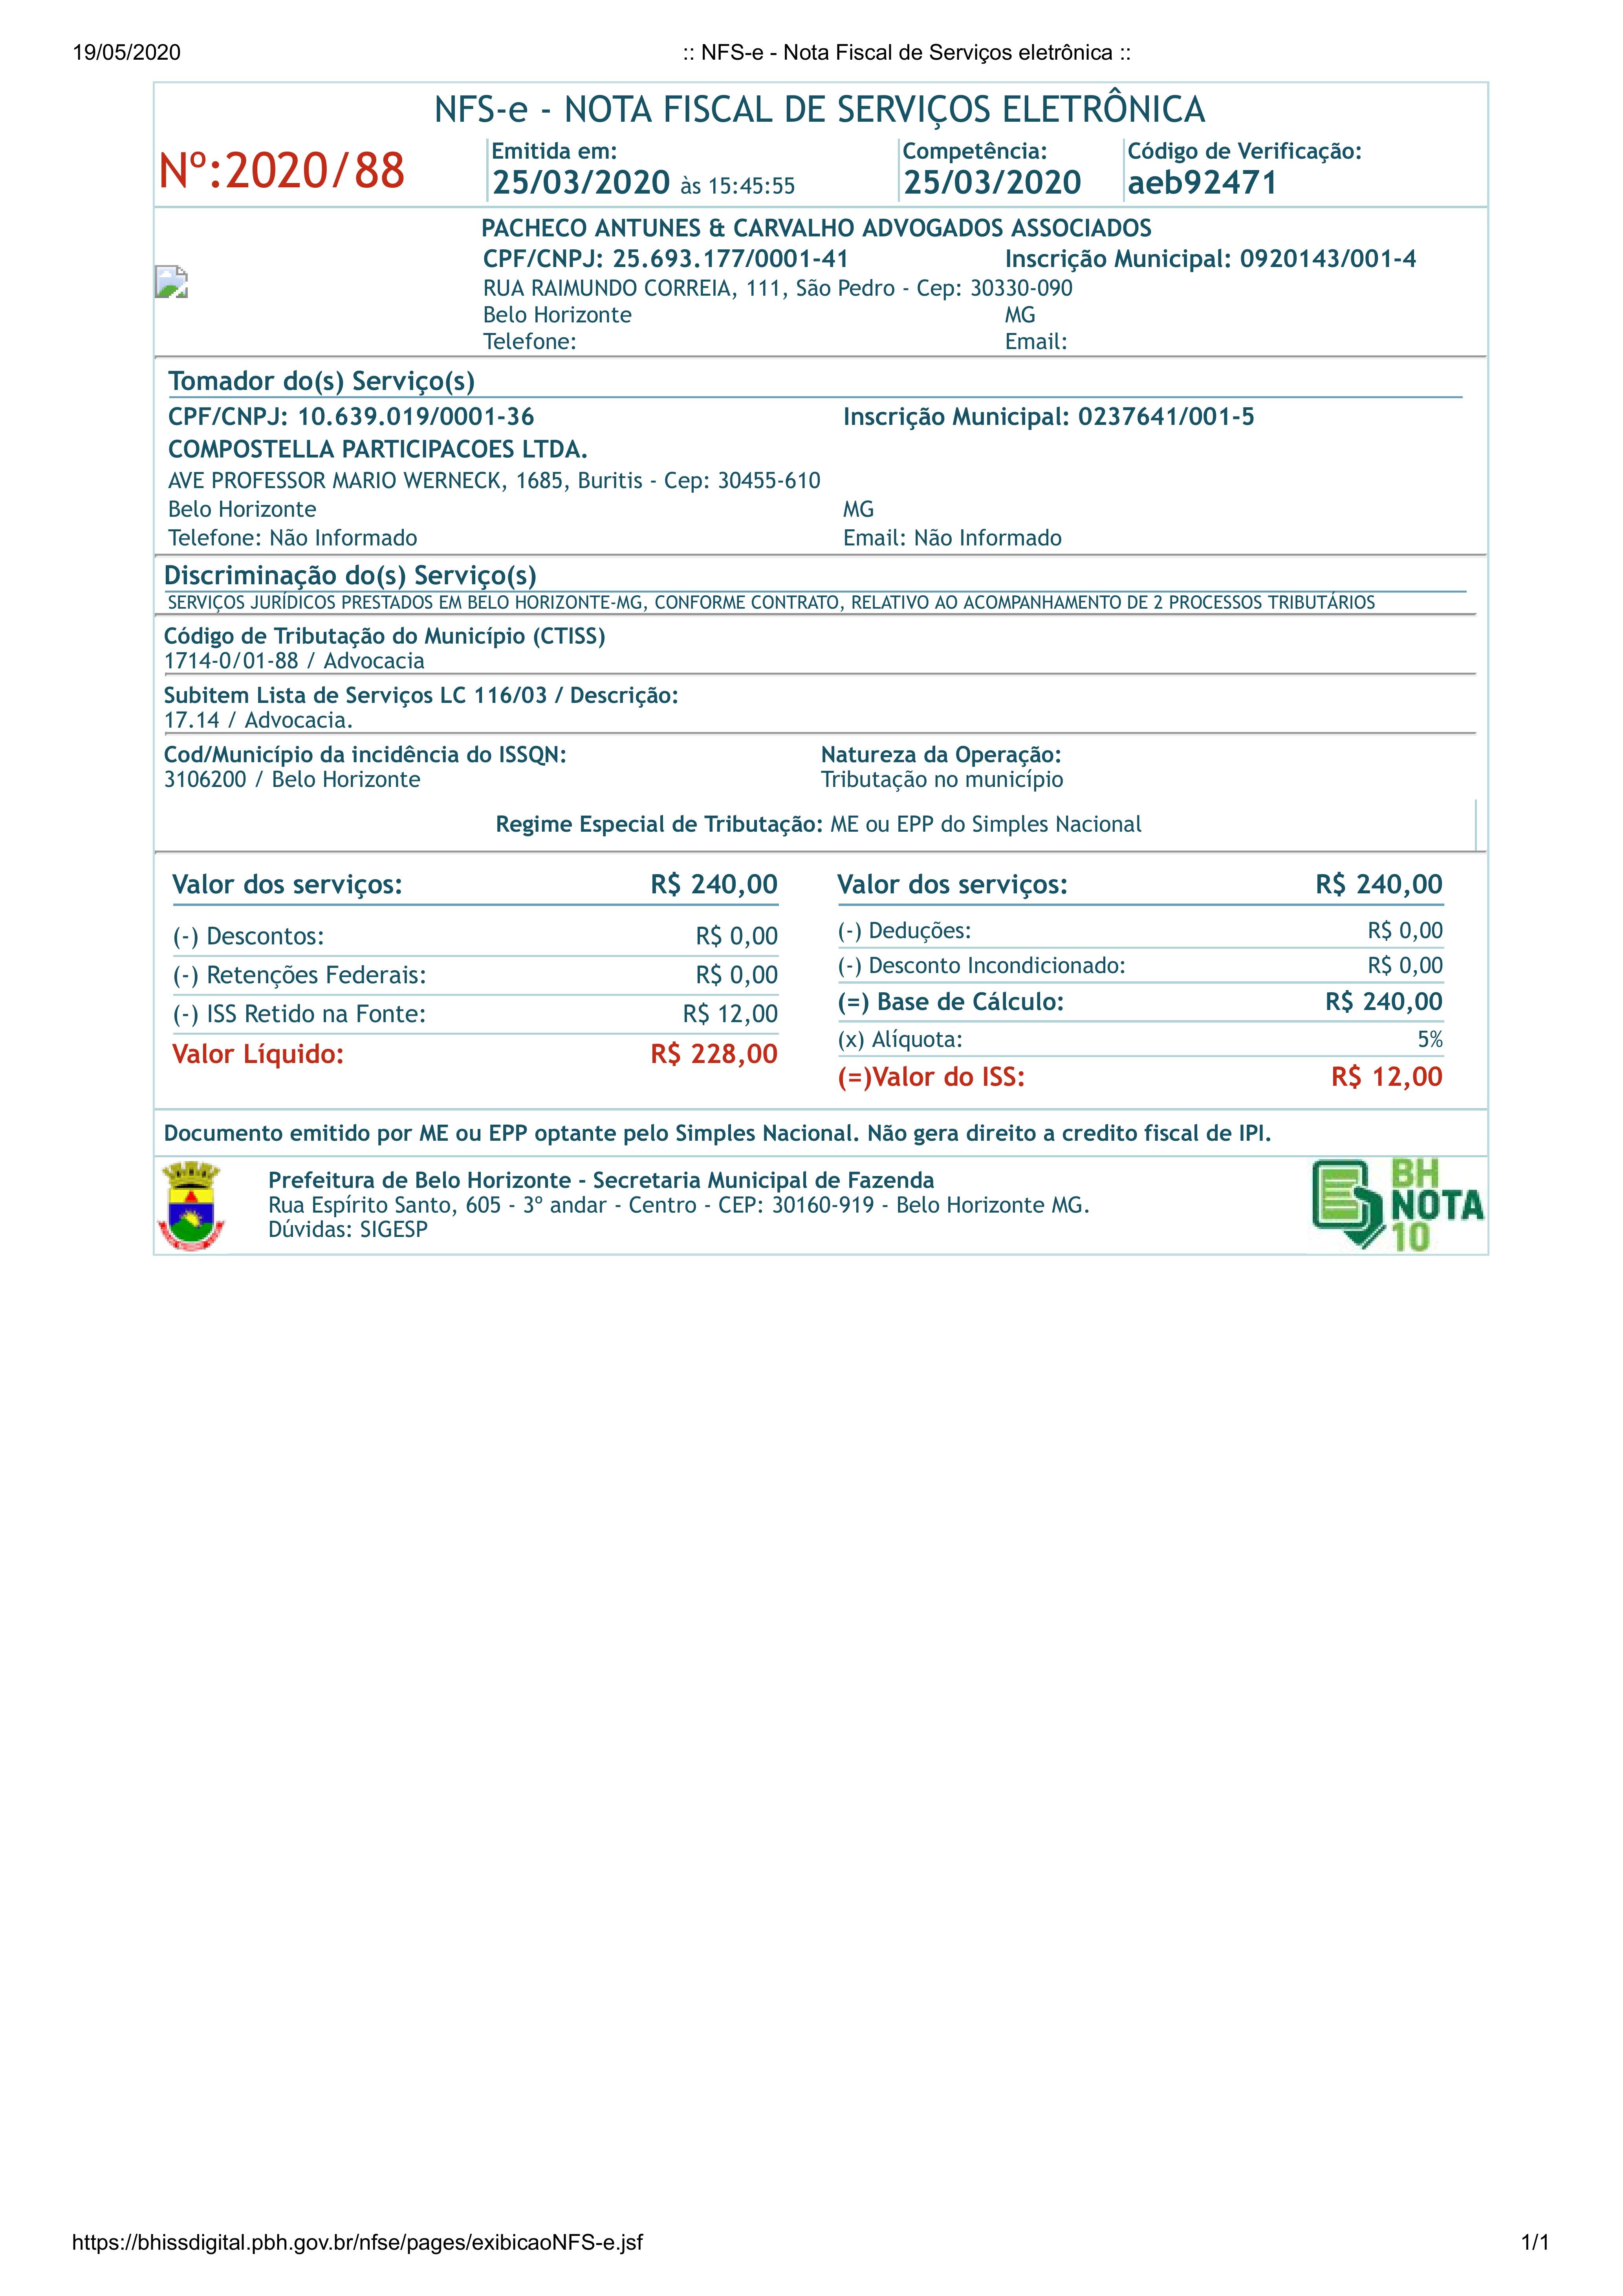 19/05/2020 :: NFS-e - Nota Fiscal de Serviços eletrônica ::
NFS-e - NOTA FISCAL DE SERVIÇOS ELETRÔNICA
Nº:2020/88
Emitida em: Competência: Código de Verificação:
25/03/2020 às 15:45:55 25/03/2020 aeb92471
PACHECO ANTUNES & CARVALHO ADVOGADOS ASSOCIADOS
CPF/CNPJ: 25.693.177/0001-41 Inscrição Municipal: 0920143/001-4
RUA RAIMUNDO CORREIA, 111, São Pedro - Cep: 30330-090
Belo Horizonte MG
Telefone: Email:
Tomador do(s) Serviço(s)
CPF/CNPJ: 10.639.019/0001-36 Inscrição Municipal: 0237641/001-5
COMPOSTELLA PARTICIPACOES LTDA.
AVE PROFESSOR MARIO WERNECK, 1685, Buritis - Cep: 30455-610
Belo Horizonte MG
Telefone: Não Informado Email: Não Informado
Discriminação do(s) Serviço(s)
SERVIÇOS JURÍDICOS PRESTADOS EM BELO HORIZONTE-MG, CONFORME CONTRATO, RELATIVO AO ACOMPANHAMENTO DE 2 PROCESSOS TRIBUTÁRIOS
Código de Tributação do Município (CTISS)
1714-0/01-88 / Advocacia
Subitem Lista de Serviços LC 116/03 / Descrição:
17.14 / Advocacia.
Cod/Município da incidência do ISSQN: Natureza da Operação:
3106200 / Belo Horizonte Tributação no município
Regime Especial de Tributação: ME ou EPP do Simples Nacional
Valor dos serviços: R$ 240,00
(-) Descontos: R$ 0,00
(-) Retenções Federais: R$ 0,00
(-) ISS Retido na Fonte: R$ 12,00
Valor Líquido: R$ 228,00
Valor dos serviços: R$ 240,00
(-) Deduções: R$ 0,00
(-) Desconto Incondicionado: R$ 0,00
(=) Base de Cálculo: R$ 240,00
(x) Alíquota: 5%
(=)Valor do ISS: R$ 12,00
Documento emitido por ME ou EPP optante pelo Simples Nacional. Não gera direito a credito fiscal de IPI.
Prefeitura de Belo Horizonte - Secretaria Municipal de Fazenda
Rua Espírito Santo, 605 - 3º andar - Centro - CEP: 30160-919 - Belo Horizonte MG.
Dúvidas: SIGESP
BH
NOTA
10
https://bhissdigital.pbh.gov.br/nfse/pages/exibicaoNFS-e.jsf 1/1